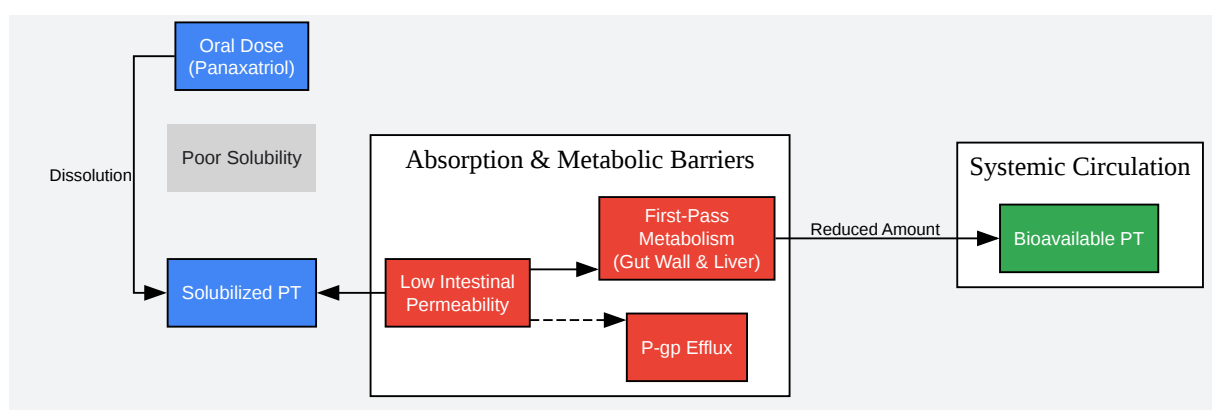 Oral Dose
(Panaxatriol)
Poor Solubility
Dissolution
Solubilized PT
Absorption & Metabolic Barriers
Low Intestinal
Permeability
First-Pass
Metabolism
(Gut Wall & Liver)
P-gp Efflux
Reduced Amount
Systemic Circulation
Bioavailable PT